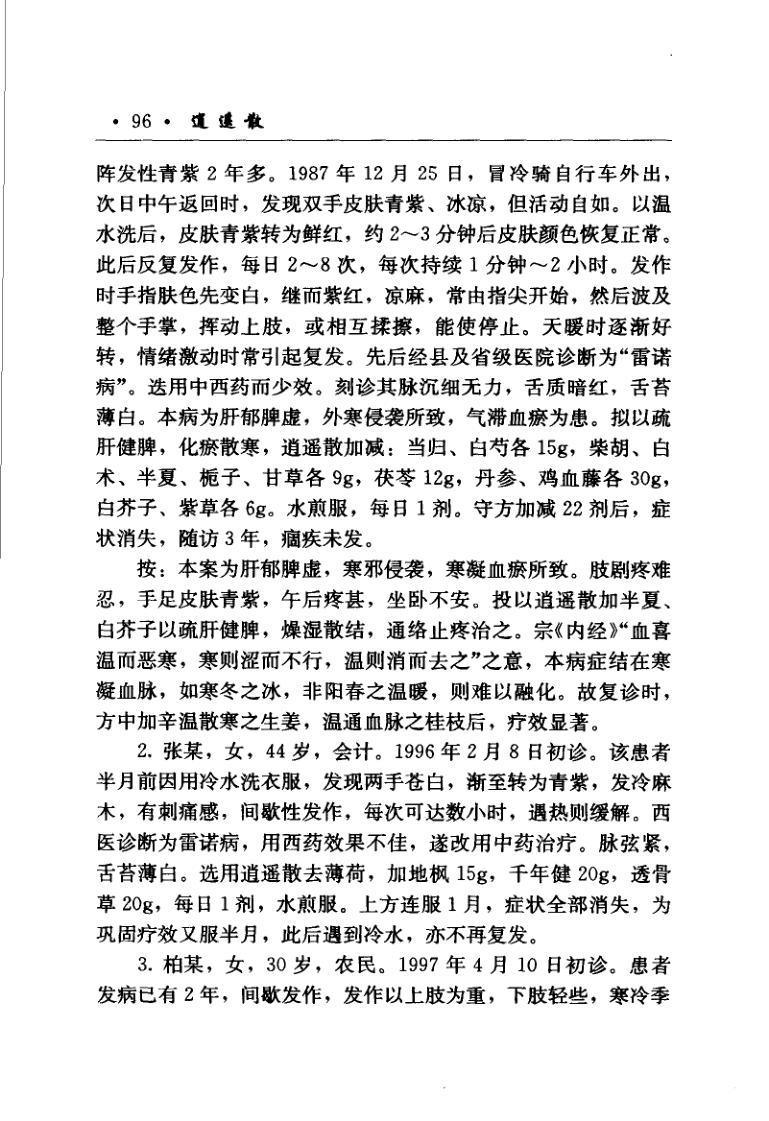 · 96 · 逍遥散
阵发性青紫 2 年多。1987 年 12 月 25 日，冒冷骑自行车外出，
次日中午返回时，发现双手皮肤青紫、冰凉，但活动自如。以温
水洗后，皮肤青紫转为鲜红，约 2～3 分钟后皮肤颜色恢复正常。
此后反复发作，每日 2～8 次，每次持续 1 分钟～2 小时。发作
时手指肤色先变白，继而紫红，凉麻，常由指尖开始，然后波及
整个手掌，挥动上肢，或相互揉擦，能使停止。天暖时逐渐好
转，情绪激动时常引起复发。先后经县及省级医院诊断为“雷诺
病”。迭用中西药而少效。刻诊其脉沉细无力，舌质暗红，舌苔
薄白。本病为肝郁脾虚，外寒侵袭所致，气滞血瘀为患。拟以疏
肝健脾，化瘀散寒，逍遥散加减：当归、白芍各 15g，柴胡、白
术、半夏、栀子、甘草各 9g，茯苓 12g，丹参、鸡血藤各 30g，
白芥子、紫草各 6g。水煎服，每日 1 剂。守方加减 22 剂后，症
状消失，随访 3 年，痼疾未发。
按：本案为肝郁脾虚，寒邪侵袭，寒凝血瘀所致。肢剧疼难
忍，手足皮肤青紫，午后疼甚，坐卧不安。投以逍遥散加半夏、
白芥子以疏肝健脾，燥湿散结，通络止疼治之。宗《内经》“血喜
温而恶寒，寒则涩而不行，温则消而去之”之意，本病症结在寒
凝血脉，如寒冬之冰，非阳春之温暖，则难以融化。故复诊时，
方中加辛温散寒之生姜，温通血脉之桂枝后，疗效显著。
2. 张某，女，44 岁，会计。1996 年 2 月 8 日初诊。该患者
半月前因用冷水洗衣服，发现两手苍白，渐至转为青紫，发冷麻
木，有刺痛感，间歇性发作，每次可达数小时，遇热则缓解。西
医诊断为雷诺病，用西药效果不佳，遂改用中药治疗。脉弦紧，
舌苔薄白。选用逍遥散去薄荷，加地枫 15g，千年健 20g，透骨
草 20g，每日 1 剂，水煎服。上方连服 1 月，症状全部消失，为
巩固疗效又服半月，此后遇到冷水，亦不再复发。
3. 柏某，女，30 岁，农民。1997 年 4 月 10 日初诊。患者
发病已有 2 年，间歇发作，发作以上肢为重，下肢轻些，寒冷季